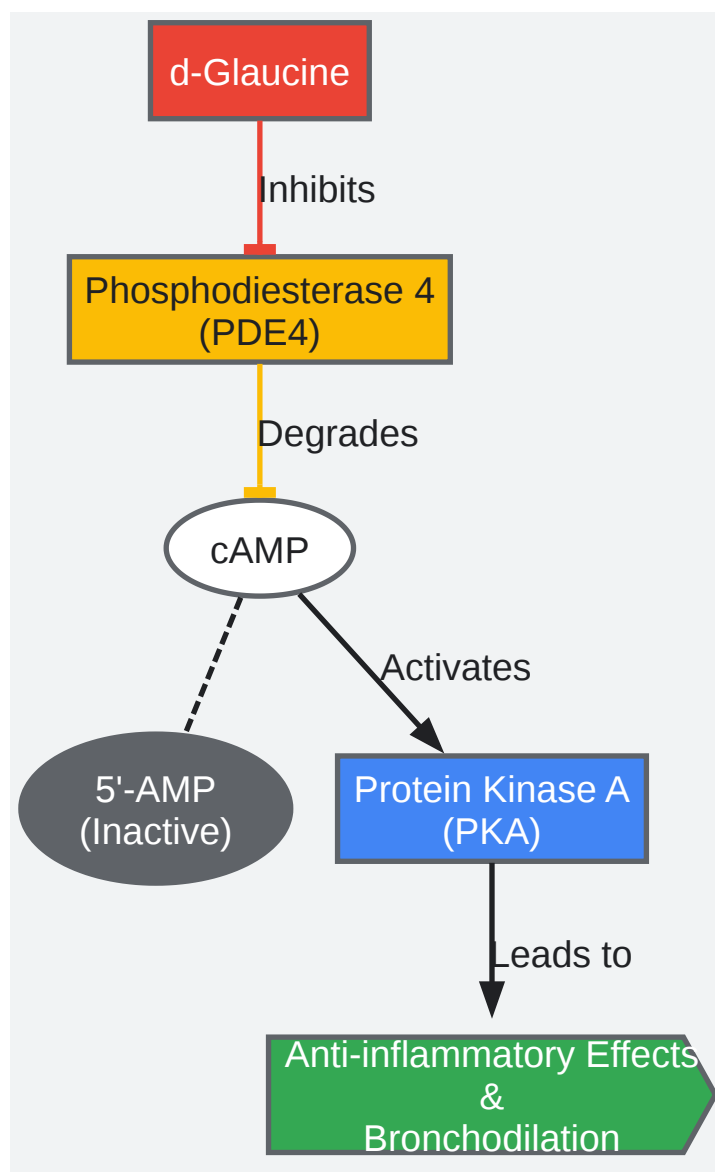 d-Glaucine
Inhibits
Phosphodiesterase 4
(PDE4)
Degrades
cAMP
Activates
5'-AMP
(Inactive)
Protein Kinase A
(PKA)
Leads to
Anti-inflammatory Effects
&
Bronchodilation